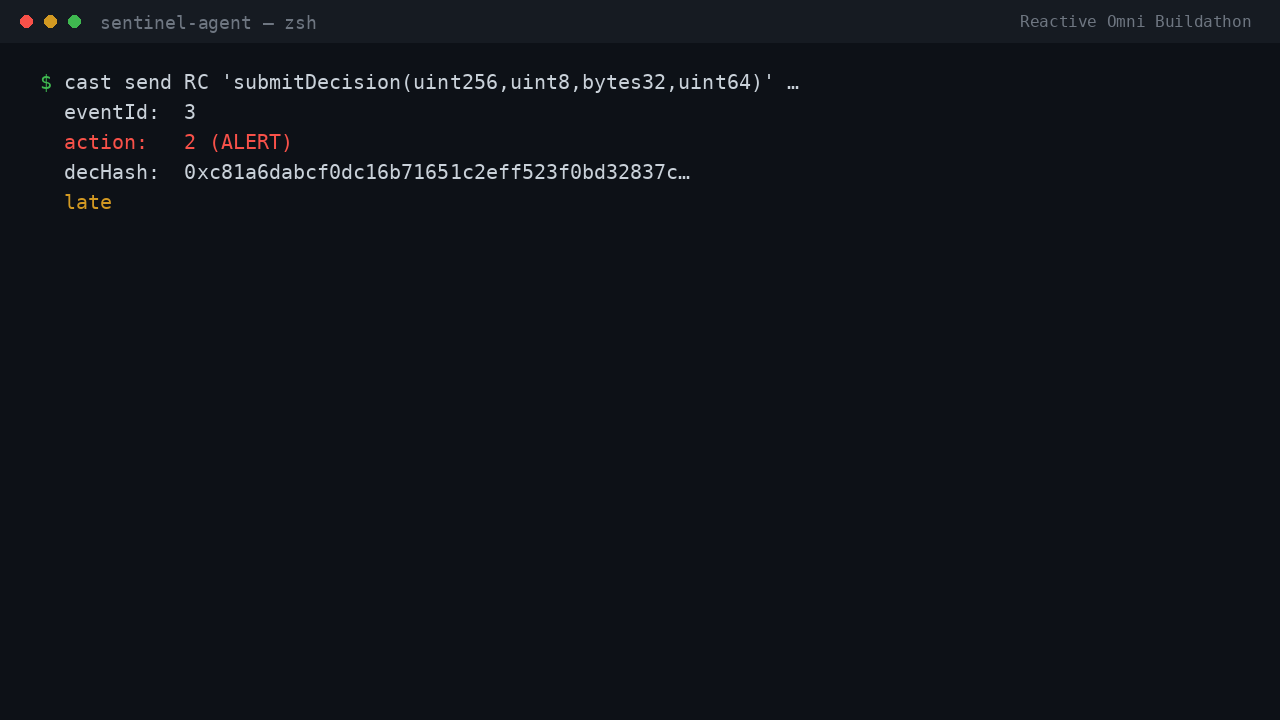 sentinel-agent — zsh
Reactive Omni Buildathon
$ cast send RC 'submitDecision(uint256,uint8,bytes32,uint64)' …
eventId: 3
action: 2 (ALERT)
decHash: 0xc81a6dabcf0dc16b71651c2eff523f0bd32837c…
late